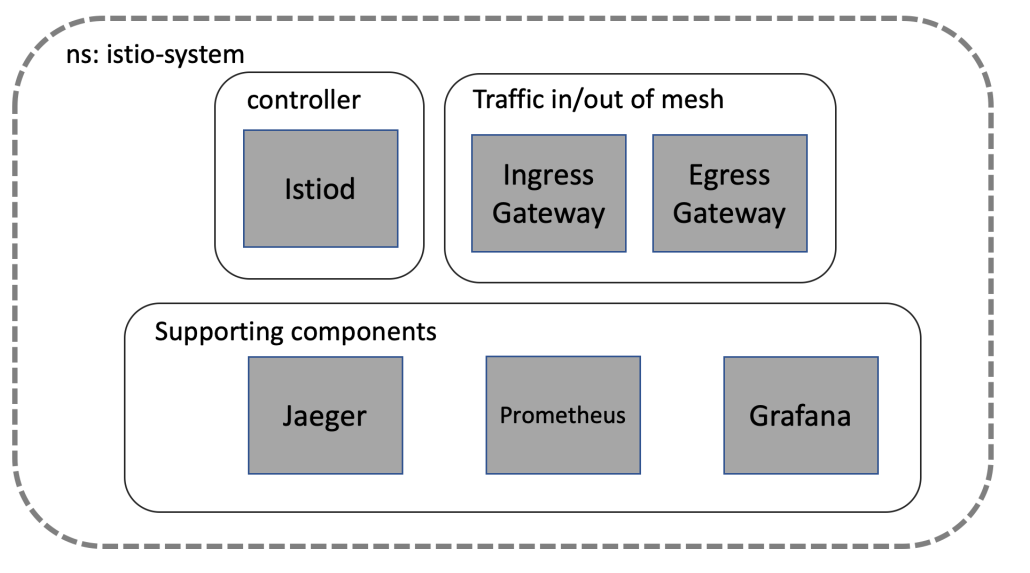 ns: istio-system
controller
Istiod
Traffic in/out of mesh
Ingress
Gateway
Egress
Gateway
Supporting components
Jaeger
Prometheus
Grafana